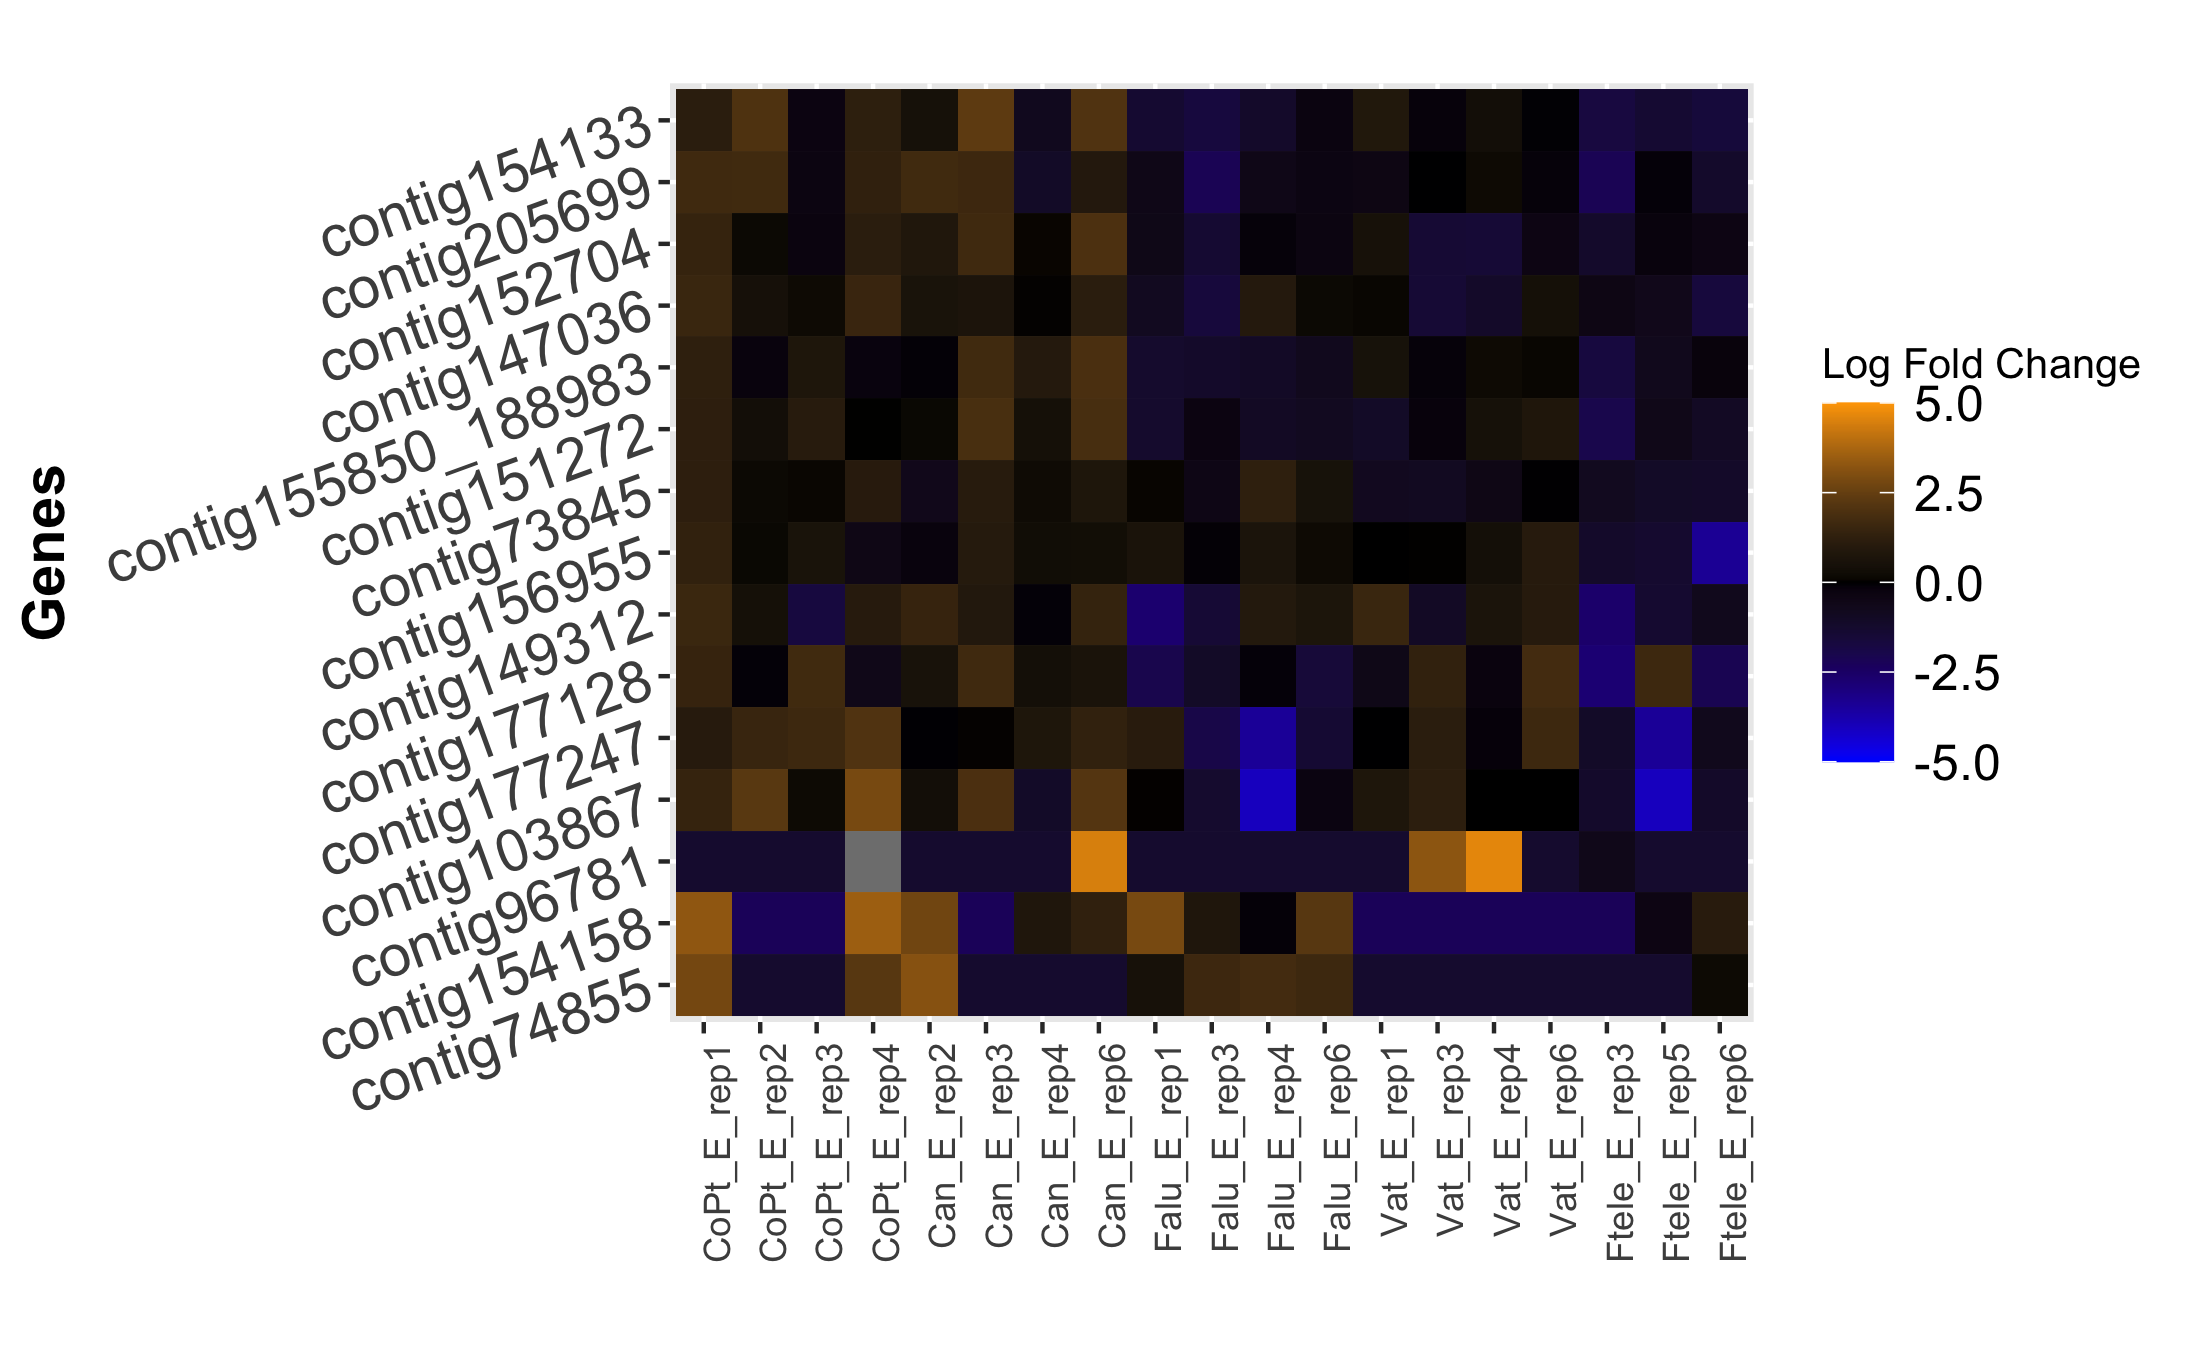 Genes
contig154133
contig205699
contig152704
contig147036
contig155850_188983
contig151272
contig73845
contig156955
contig149312
contig177128
contig177247
contig103867
contig96781
contig154158
contig74855
CoPt_E_rep1
CoPt_E_rep2
CoPt_E_rep3
CoPt_E_rep4
Can_E_rep2
Can_E_rep3
Can_E_rep4
Can_E_rep6
Falu_E_rep1
Falu_E_rep3
Falu_E_rep4
Falu_E_rep6
Vat_E_rep1
Vat_E_rep3
Vat_E_rep4
Vat_E_rep6
Ftele_E_rep3
Ftele_E_rep5
Ftele_E_rep6
Log Fold Change
5.0
2.5
0.0
-2.5
-5.0